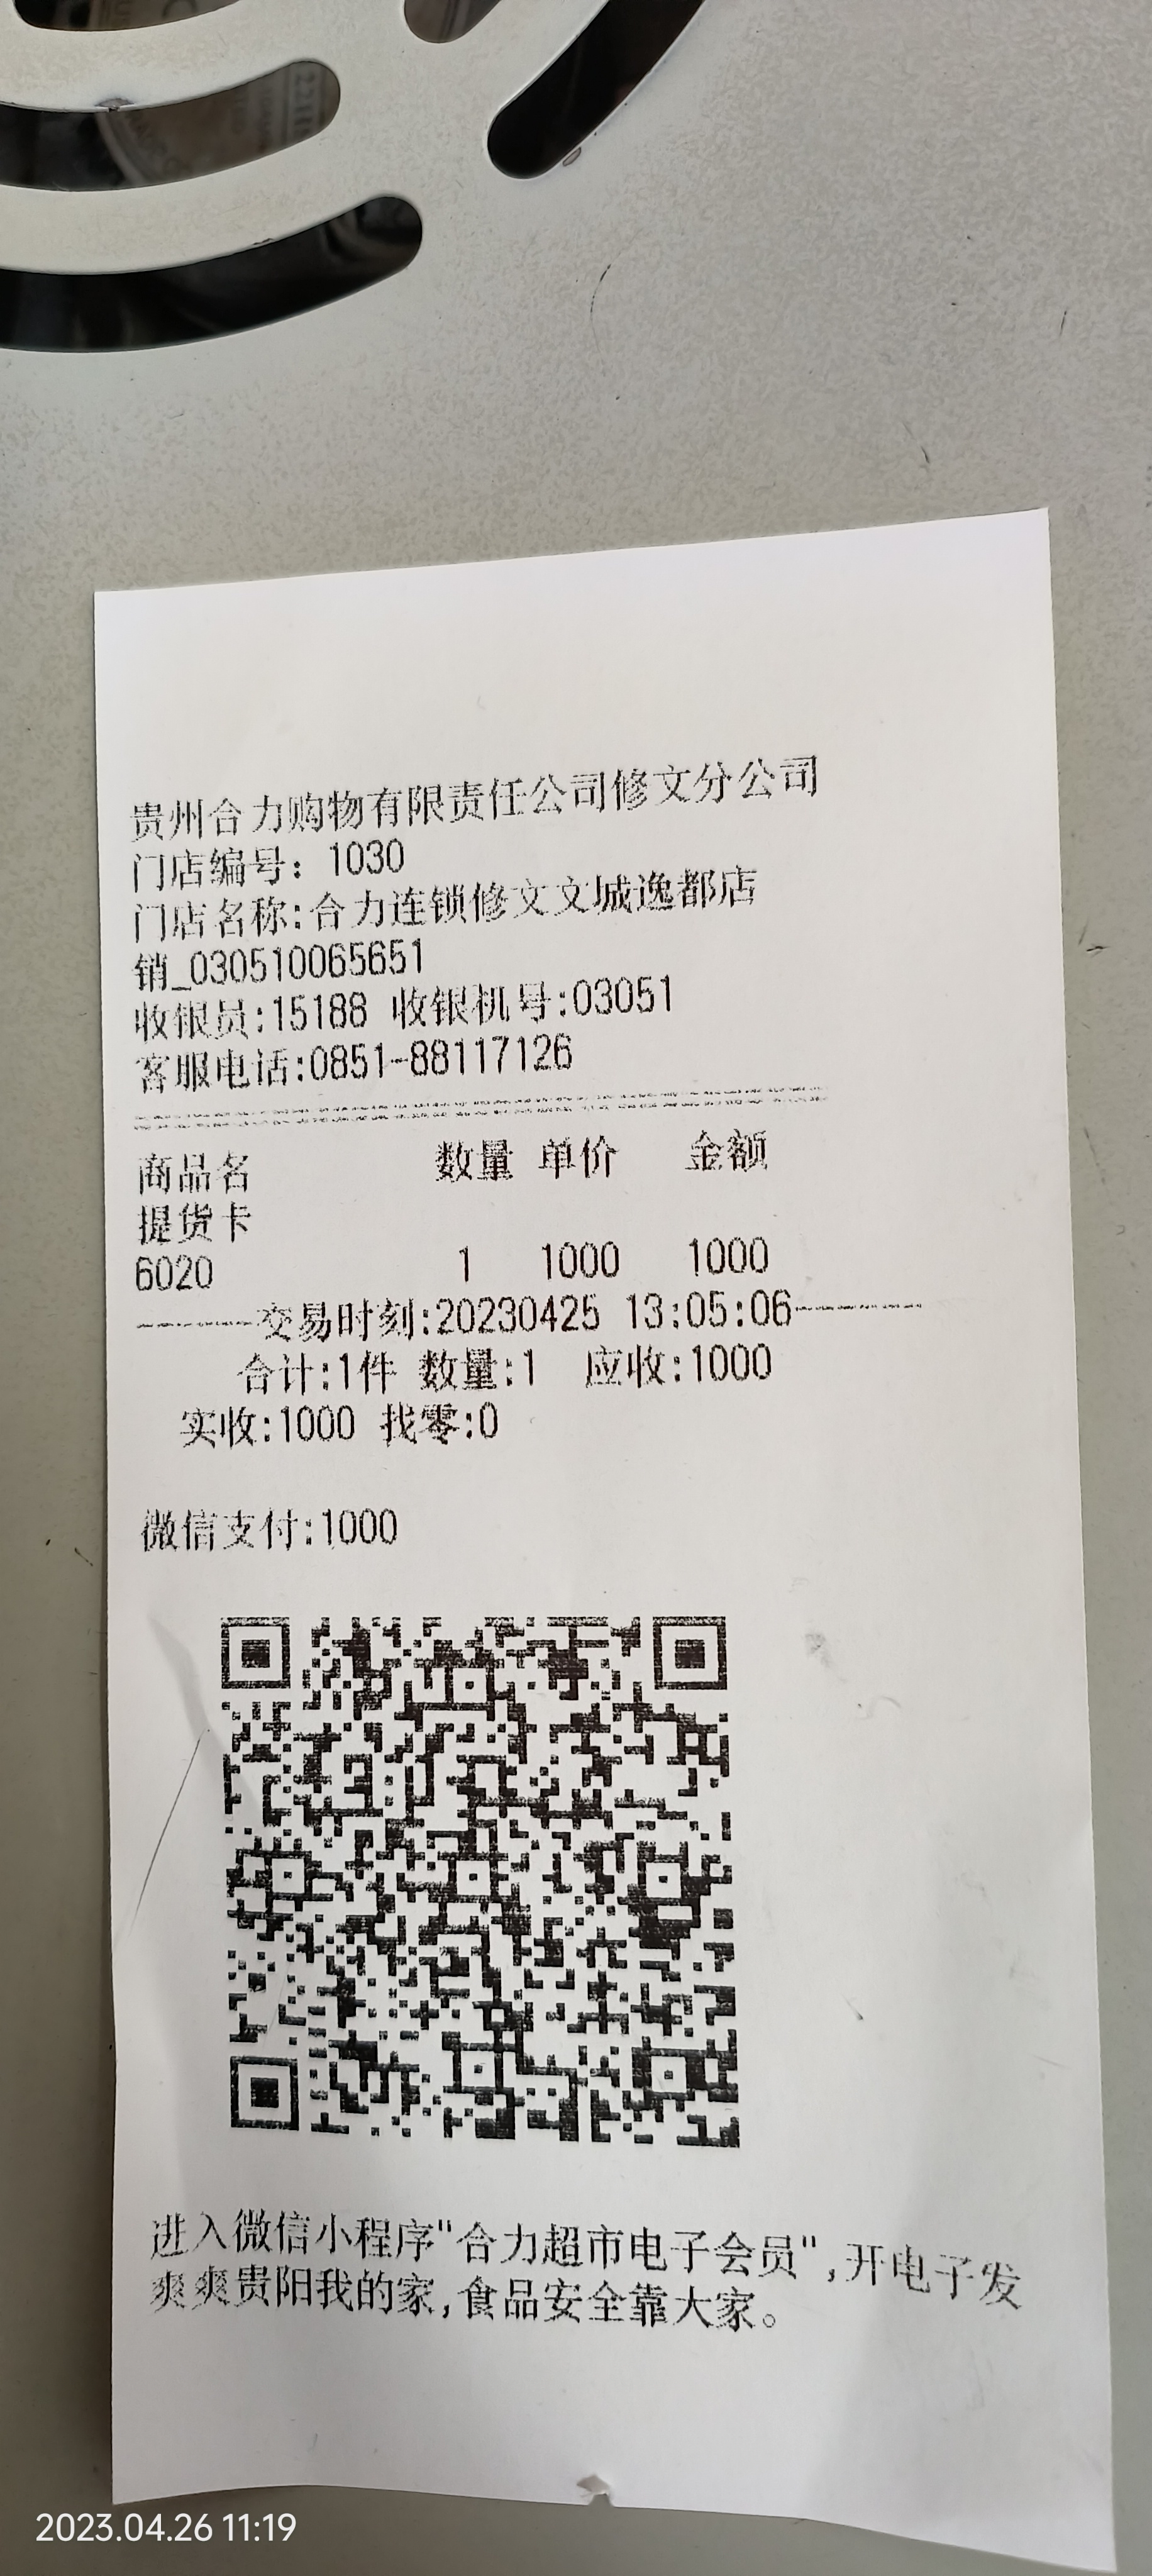 贵州合力购物有限责任公司修文分公司
门店编号：1030
门店名称:合力连锁修文文城逸都店
销_030510065651
收银员:15188 收银机号:03051
客服电话:0851-88117126
商品名 数量 单价 金额
提货卡
6020 1 1000 1000
----------交易时刻:20230425 13:05:06----------
合计:1件 数量:1 应收:1000
实收:1000 找零:0
微信支付:1000
进入微信小程序"合力超市电子会员",开电子发
爽爽贵阳我的家,食品安全靠大家。
2023.04.26 11:19